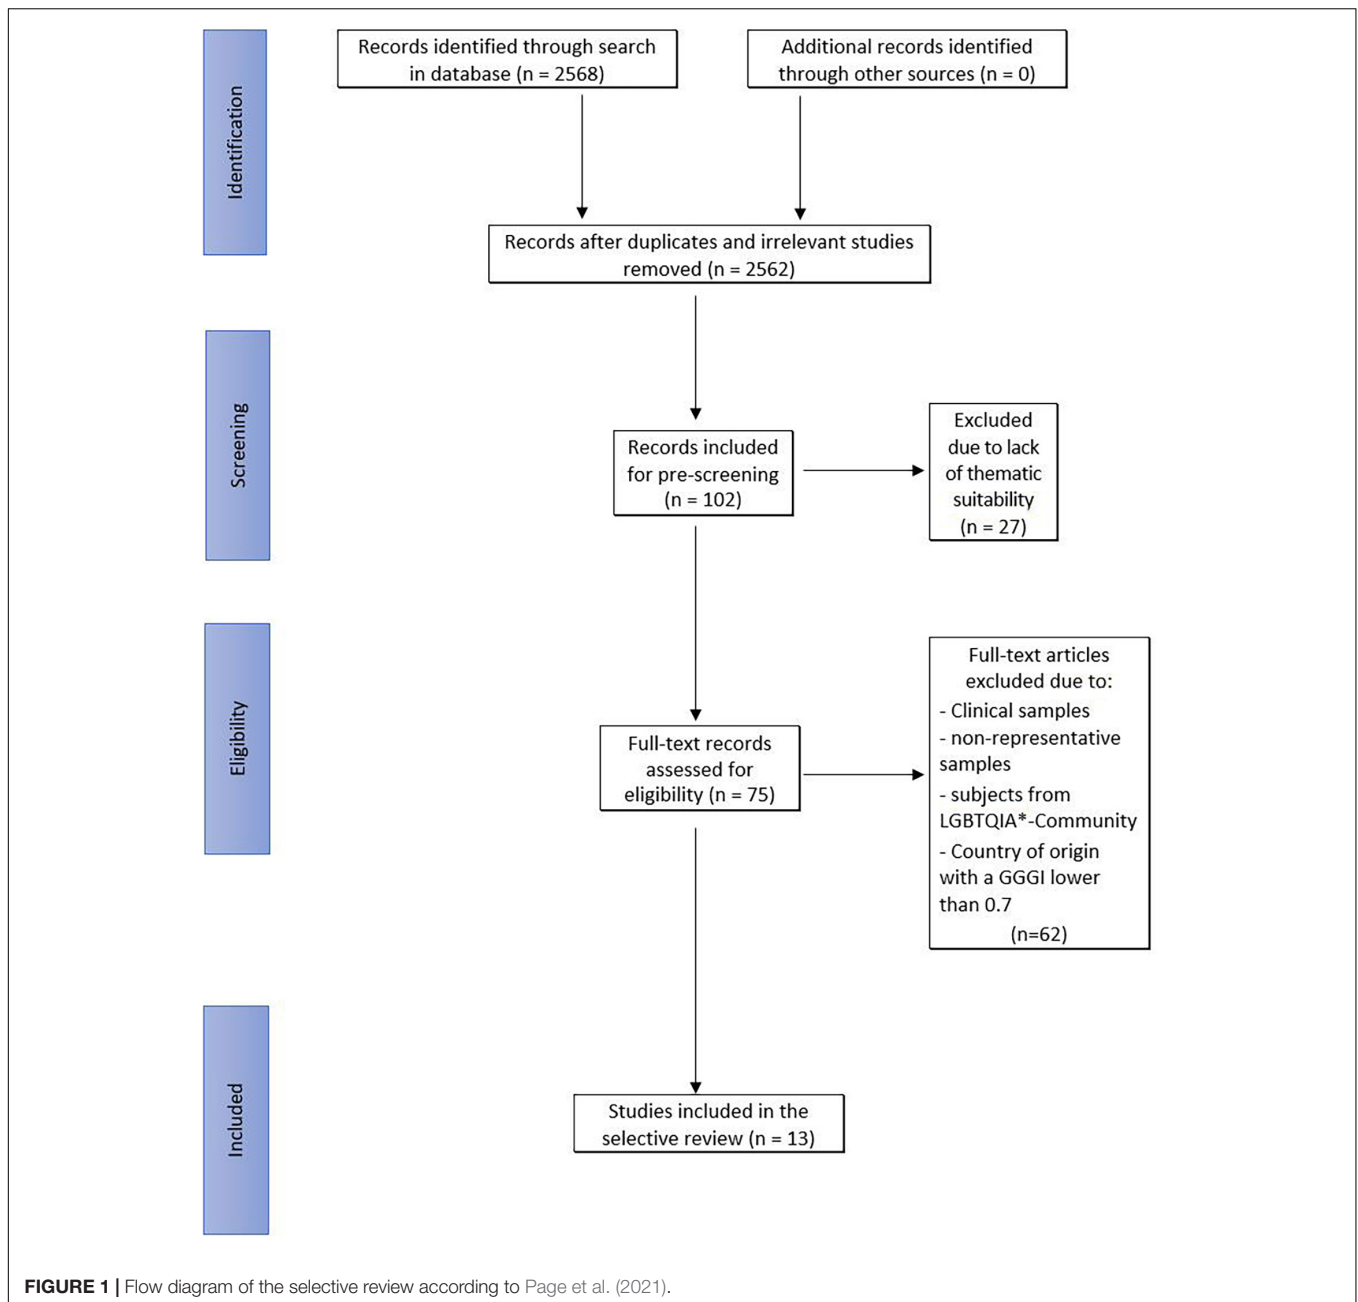 Identification
Records identified through search
in database (n = 2568)
Additional records identified
through other sources (n = 0)
Records after duplicates and irrelevant studies
removed (n = 2562)
Screening
Records included
for pre-screening
(n = 102)
Excluded
due to lack
of thematic
suitability
(n = 27)
Eligibility
Full-text records
assessed for
eligibility (n = 75)
Full-text articles
excluded due to:
- Clinical samples
- non-representative
samples
- subjects from
LGBTQIA*-Community
- Country of origin
with a GGGI lower
than 0.7
(n=62)
Included
Studies included in the
selective review (n = 13)
FIGURE 1 | Flow diagram of the selective review according to Page et al. (2021).